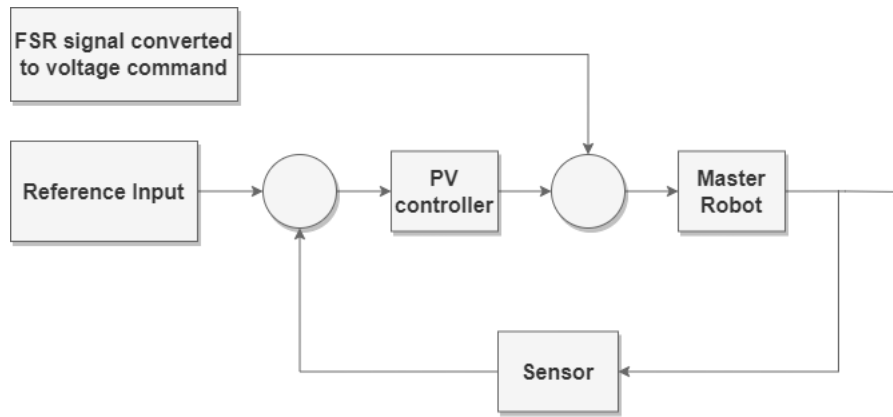 FSR signal converted
to voltage command
Reference Input
PV
controller
Master
Robot
Sensor